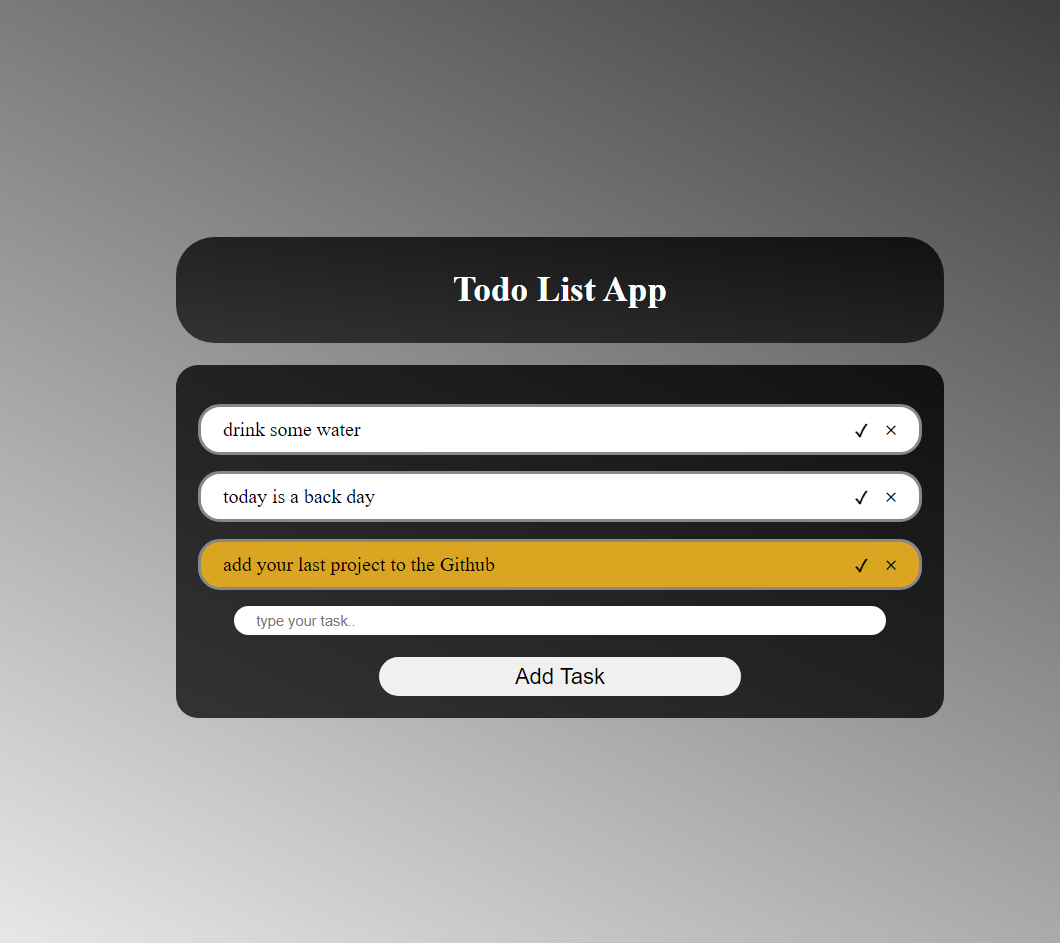 Todo List App
drink some water ✓ ×
today is a back day ✓ ×
add your last project to the Github ✓ ×
type your task..
Add Task